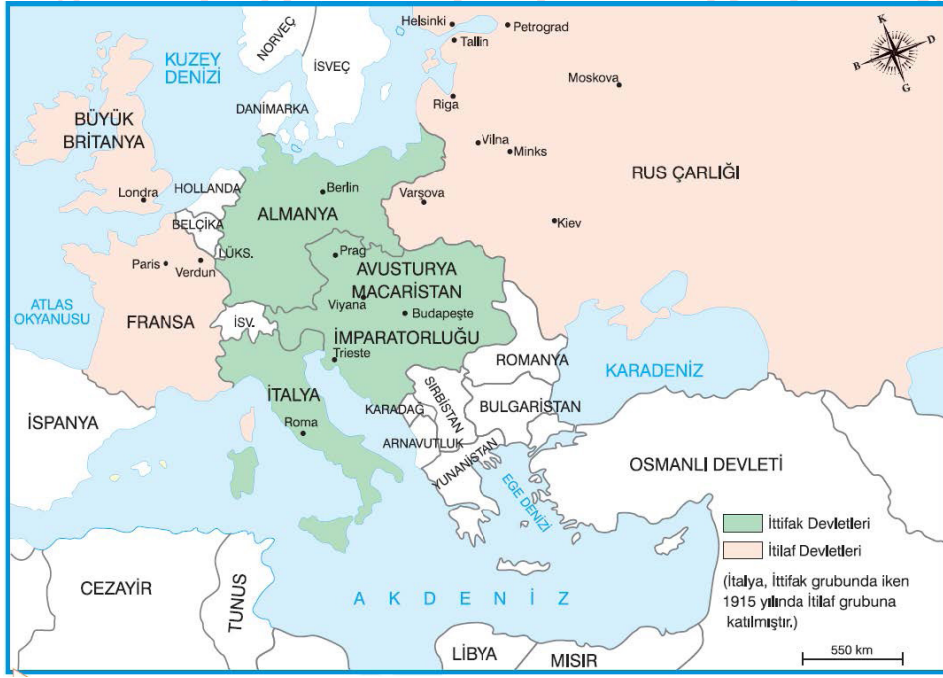 NORVEÇ
İSVEÇ
Helsinki
Petrograd
Tallin
K
D
B
G
KUZEY
DENİZİ
Moskova
DANİMARKA
Riga
BÜYÜK
BRİTANYA
Vilna
Minks
RUS ÇARLIĞI
Londra
HOLLANDA
Berlin
Varşova
ALMANYA
Kiev
BELÇİKA
LÜKS.
Paris
Verdun
Prag
AVUSTURYA
MACARİSTAN
Viyana
Budapeşte
İMPARATORLUĞU
ATLAS
OKYANUSU
FRANSA
İSV.
Trieste
ROMANYA
KARADENİZ
İTALYA
SIRBİSTAN
BULGARİSTAN
KARADAĞ
İSPANYA
Roma
ARNAVUTLUK
YUNANİSTAN
OSMANLI DEVLETİ
EGE DENİZİ
İttifak Devletleri
İtilaf Devletleri
(İtalya, İttifak grubunda iken
1915 yılında İtilaf grubuna
katılmıştır.)
CEZAYİR
TUNUS
AKDENİZ
LİBYA
MISIR
550 km